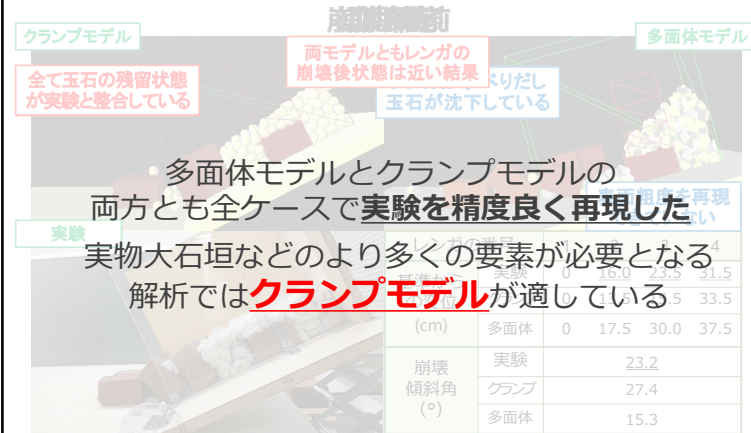 クランプモデル
多面体モデル
両モデルともレンガの
崩壊後状態は近い結果
全て玉石の残留状態
が実験と整合している
べりだし
玉石が沈下している
多面体モデルとクランプモデルの
両方とも全ケースで実験を精度良く再現した
実物大石垣などのより多くの要素が必要となる
解析ではクランプモデルが適している
実験
実験 0 16.0 23.5 31.5
33.5
(cm) 多面体 0 17.5 30.0 37.5
崩壊
傾斜角
(°)
実験 23.2
クランプ 27.4
多面体 15.3